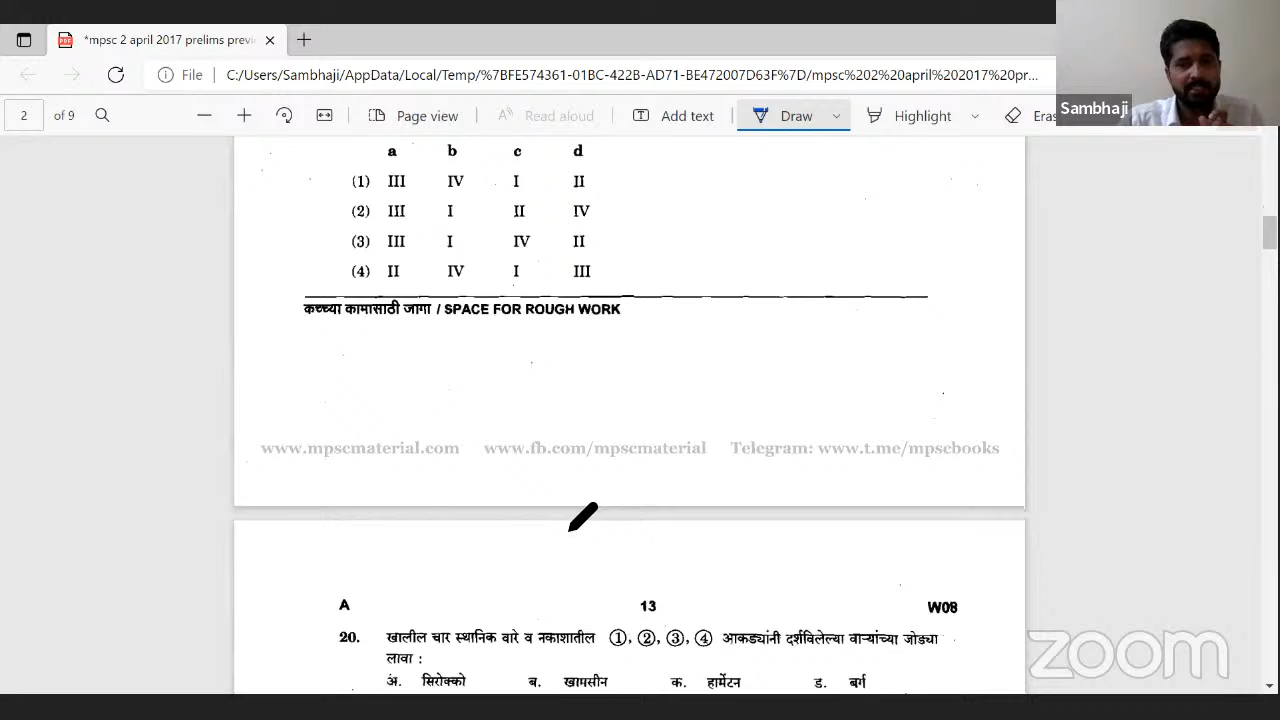 *mpsc 2 april 2017 prelims previ
File C:/Users/Sambhaji/AppData/Local/Temp/%7BFE574361-01BC-422B-AD71-BE472007D63F%7D/mpsc%202%20april%202017%20pr...
2 of 9 Page view Read aloud Add text Draw Highlight Eras
Sambhaji
a b c d
(1) III IV I II
(2) III I II IV
(3) III I IV II
(4) II IV I III
कच्च्या कामासाठी जागा / SPACE FOR ROUGH WORK
www.mpscmaterial.com www.fb.com/mpscmaterial Telegram: www.t.me/mpscbooks
A 13 W08
20. खालील चार स्थानिक वारे व नकाशातील ①, ②, ③, ④ आकड्यांनी दर्शविलेल्या वाऱ्यांच्या जोड्या
लावा :
अ. सिरोक्को ब. खामसीन क. हार्मेटन ड. बर्ग
zoom